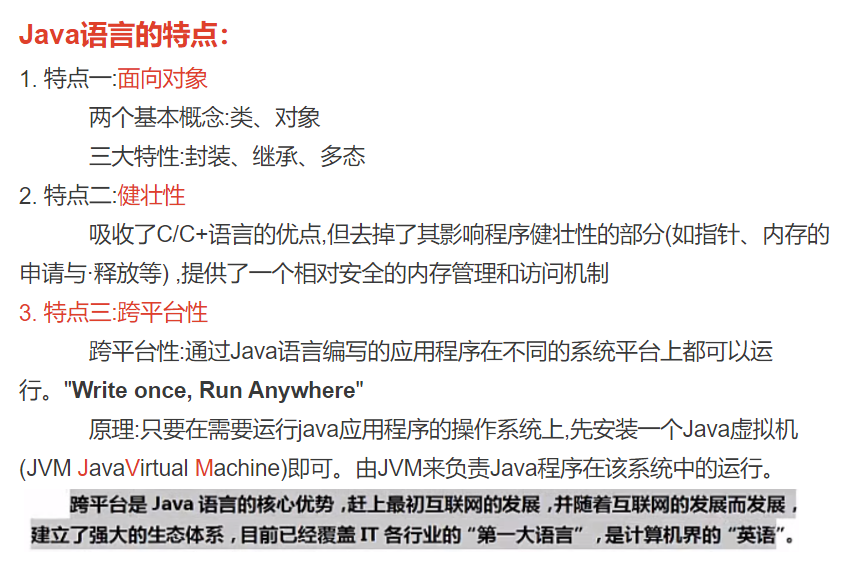 Java语言的特点：
1. 特点一:面向对象
两个基本概念:类、对象
三大特性:封装、继承、多态
2. 特点二:健壮性
吸收了C/C+语言的优点,但去掉了其影响程序健壮性的部分(如指针、内存的
申请与·释放等) ,提供了一个相对安全的内存管理和访问机制
3. 特点三:跨平台性
跨平台性:通过Java语言编写的应用程序在不同的系统平台上都可以运
行。"Write once, Run Anywhere"
原理:只要在需要运行java应用程序的操作系统上,先安装一个Java虚拟机
(JVM JavaVirtual Machine)即可。由JVM来负责Java程序在该系统中的运行。
跨平台是 Java 语言的核心优势，赶上最初互联网的发展，并随着互联网的发展而发展，
建立了强大的生态体系，目前已经覆盖 IT 各行业的“第一大语言”，是计算机界的“英语”。